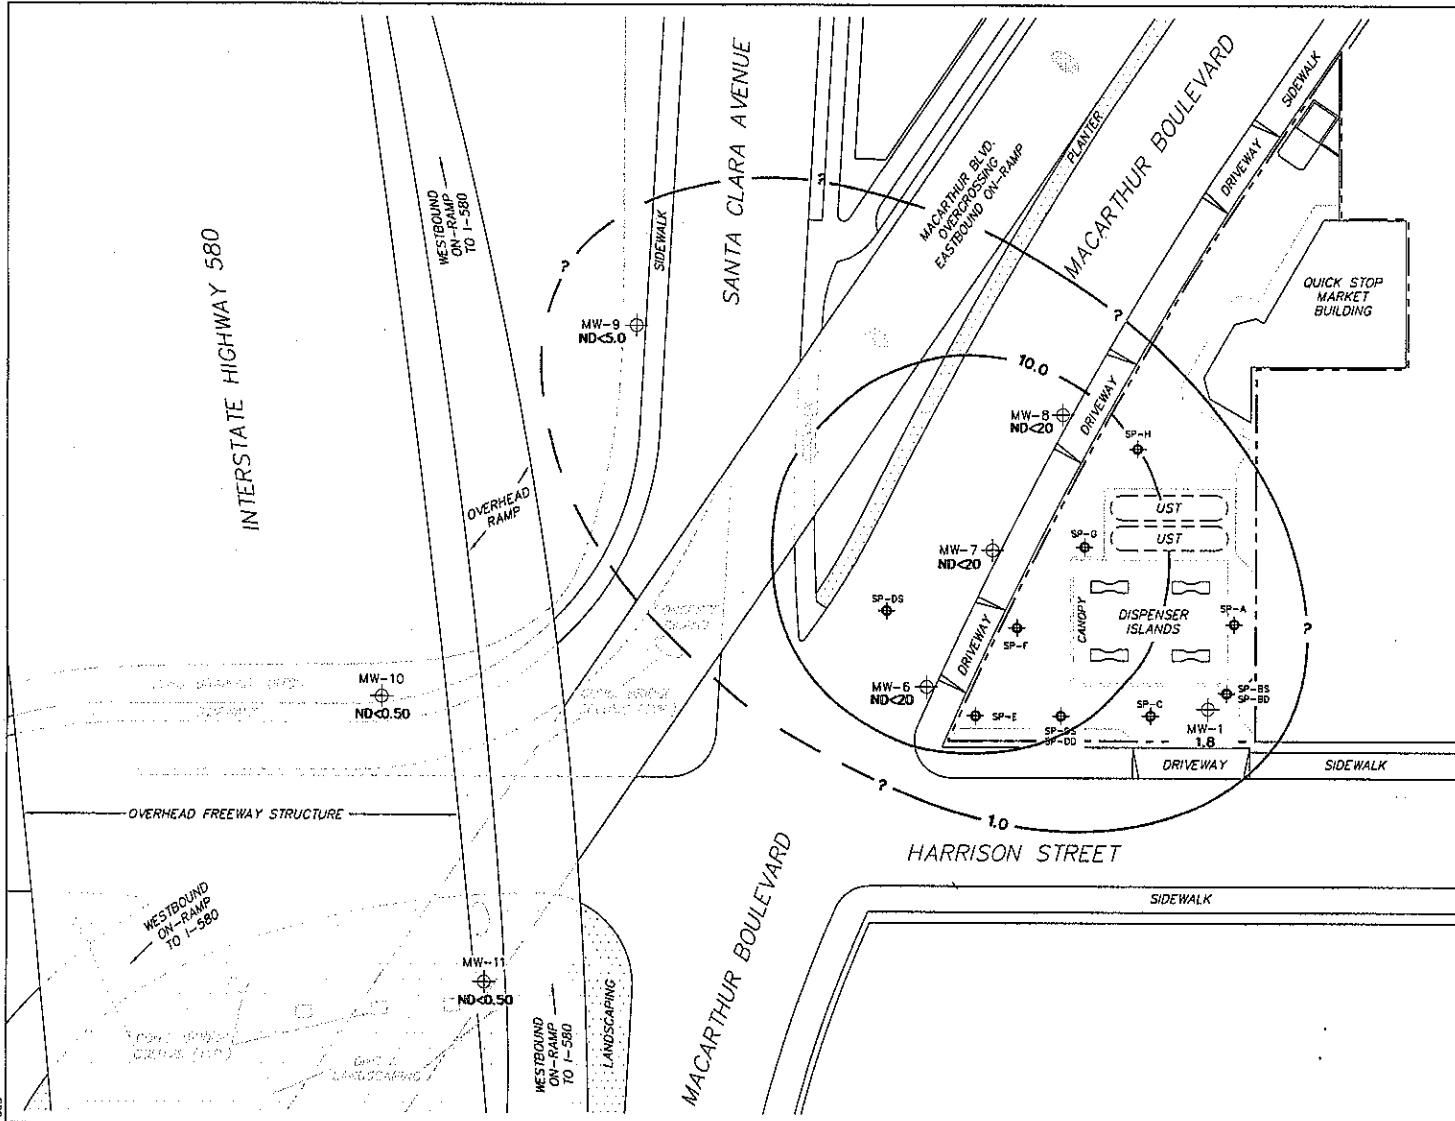 INTERSTATE HIGHWAY 580
WESTBOUND
ON-RAMP
TO I-580
SIDEWALK
SANTA CLARA AVENUE
MACARTHUR BLVD.
OVERCROSSING
EASTBOUND ON-RAMP
PLANTER
MACARTHUR BOULEVARD
SIDEWALK
DRIVEWAY
QUICK STOP
MARKET
BUILDING
?
?
?
MW-9
ND<5.0
10.0
MW-8
ND<20
DRIVEWAY
SP-H
UST
UST
OVERHEAD
RAMP
MW-7
ND<20
SP-G
SP-DS
SP-F
CANOPY
DISPENSER
ISLANDS
SP-A
?
DRIVEWAY
MW-10
ND<0.50
MW-6
ND<20
SP-E
SP-DD
SP-C
SP-BS
SP-BD
MW-1
1.8
DRIVEWAY
SIDEWALK
?
1.0
HARRISON STREET
OVERHEAD FREEWAY STRUCTURE
WESTBOUND
ON-RAMP
TO I-580
SIDEWALK
MW-11
ND<0.50
WESTBOUND
ON-RAMP
TO I-580
LANDSCAPING
MACARTHUR BOULEVARD